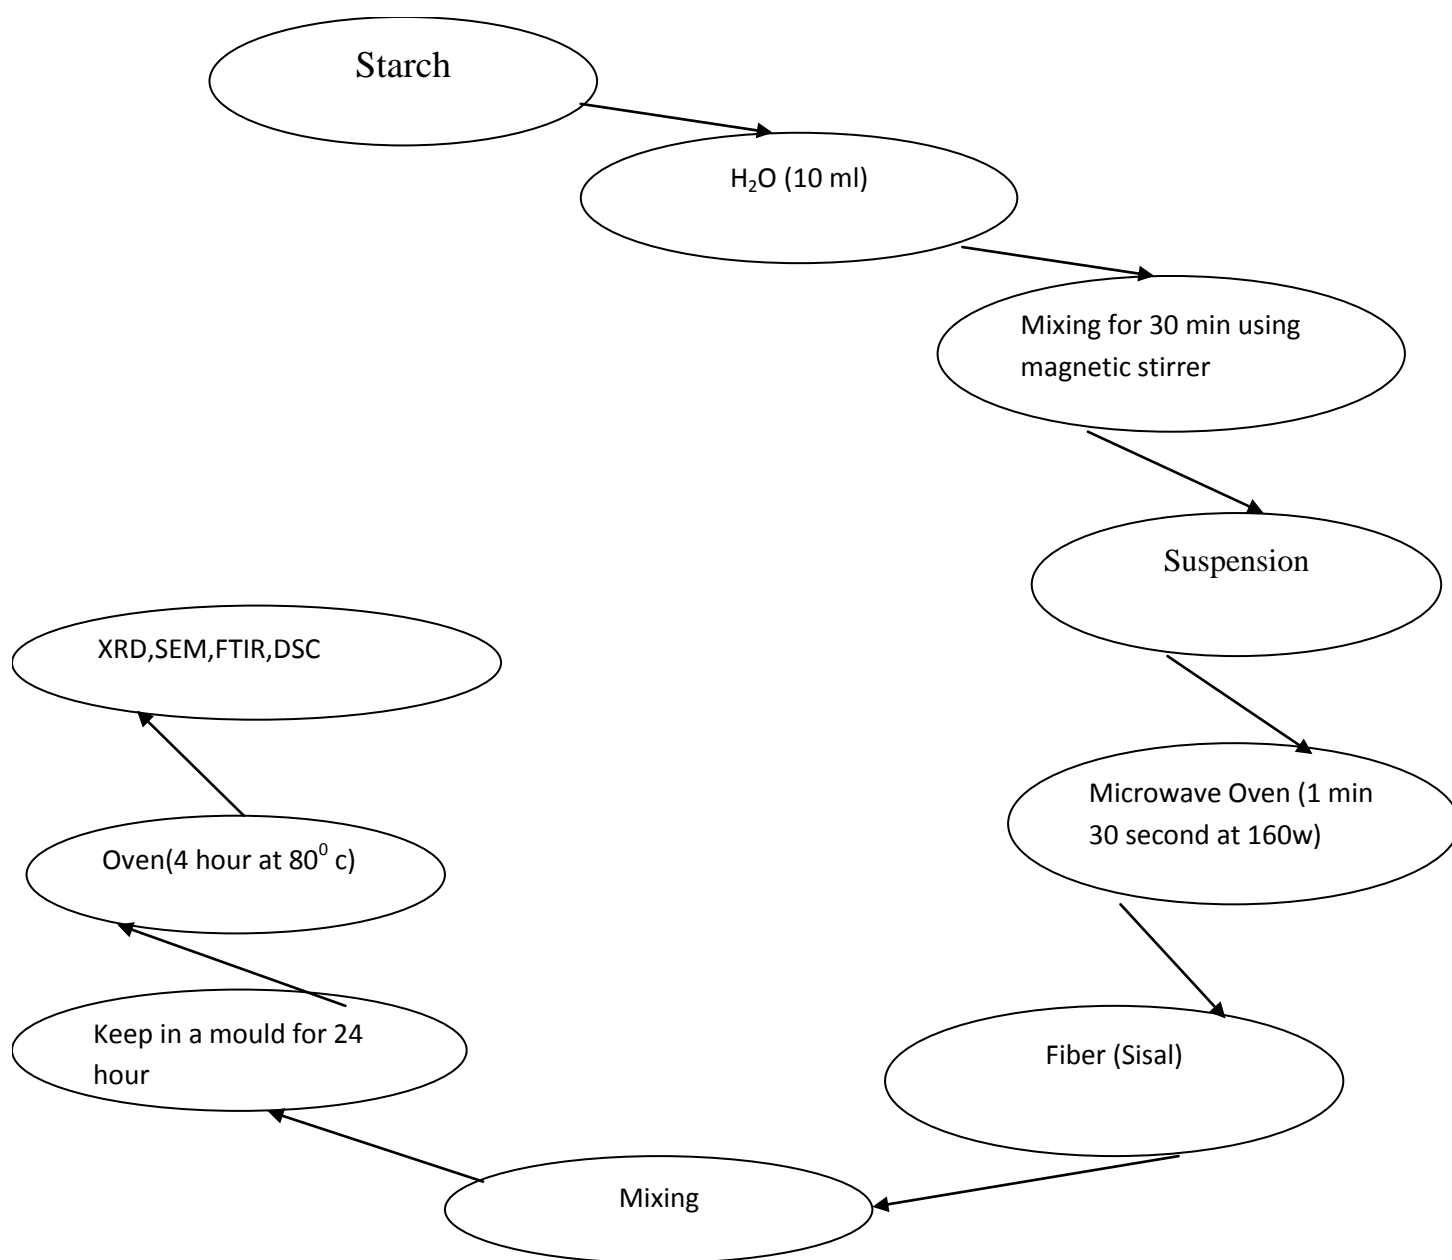 Starch
H₂O (10 ml)
Mixing for 30 min using
magnetic stirrer
Suspension
Microwave Oven (1 min
30 second at 160w)
Fiber (Sisal)
Mixing
Keep in a mould for 24
hour
Oven(4 hour at 80⁰ c)
XRD,SEM,FTIR,DSC